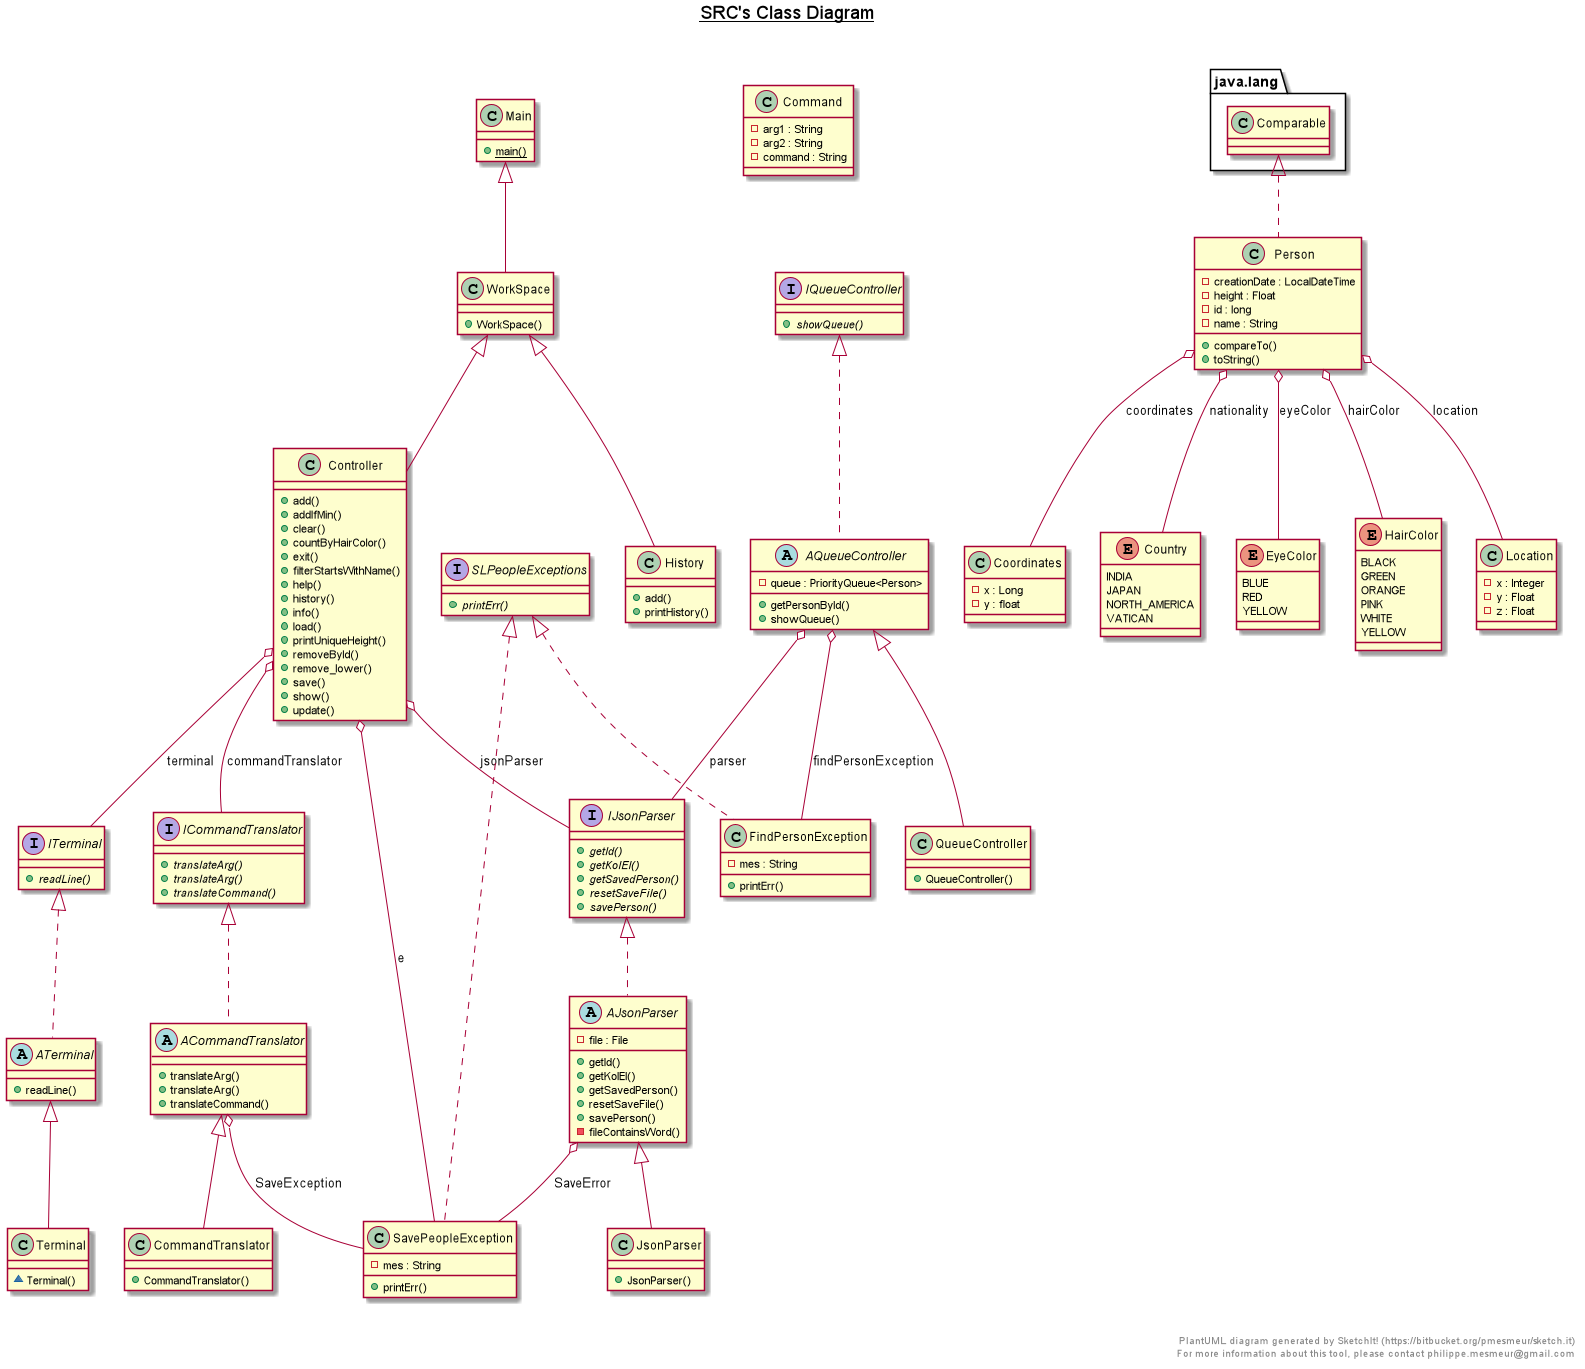 SRC's Class Diagram
java.lang
C Comparable
C Main
main()
C Command
arg1 : String
arg2 : String
command : String
C WorkSpace
WorkSpace()
I IQueueController
showQueue()
C Person
creationDate : LocalDateTime
height : Float
id : long
name : String
compareTo()
toString()
coordinates
nationality
eyeColor
hairColor
location
C Controller
add()
addIfMin()
clear()
countByHairColor()
exit()
filterStartsWithName()
help()
history()
info()
load()
printUniqueHeight()
removeById()
remove_lower()
save()
show()
update()
I SLPeopleExceptions
printErr()
C History
add()
printHistory()
A AQueueController
queue : PriorityQueue<Person>
getPersonById()
showQueue()
C Coordinates
x : Long
y : float
E Country
INDIA
JAPAN
NORTH_AMERICA
VATICAN
E EyeColor
BLUE
RED
YELLOW
E HairColor
BLACK
GREEN
ORANGE
PINK
WHITE
YELLOW
C Location
x : Integer
y : Float
z : Float
terminal
commandTranslator
jsonParser
parser
findPersonException
I ITerminal
readLine()
I ICommandTranslator
translateArg()
translateArg()
translateCommand()
I IJsonParser
getId()
getKolEl()
getSavedPerson()
resetSaveFile()
savePerson()
C FindPersonException
mes : String
printErr()
C QueueController
QueueController()
e
A ATerminal
readLine()
A ACommandTranslator
translateArg()
translateArg()
translateCommand()
A AJsonParser
file : File
getId()
getKolEl()
getSavedPerson()
resetSaveFile()
savePerson()
fileContainsWord()
SaveException
SaveError
C Terminal
Terminal()
C CommandTranslator
CommandTranslator()
C SavePeopleException
mes : String
printErr()
C JsonParser
JsonParser()
PlantUML diagram generated by SketchIt! (https://bitbucket.org/pmesmeur/sketch.it)
For more information about this tool, please contact philippe.mesmeur@gmail.com